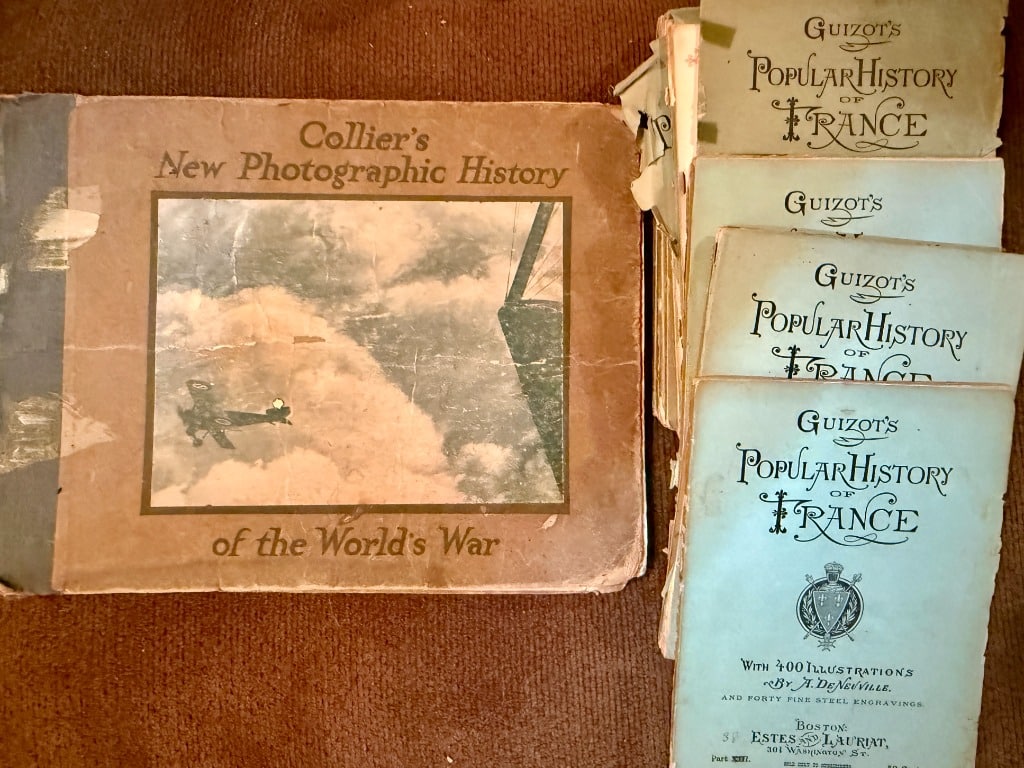 Collier's
New Photographic History
of the World's War
P
GUIZOT'S
POPULAR HISTORY
OF
FRANCE
GUIZOT'S
GUIZOT'S
POPULAR HISTORY
OF
FRANCE
GUIZOT'S
POPULAR HISTORY
OF
FRANCE
WITH 400 ILLUSTRATIONS
BY A. DE NEUVILLE.
AND FORTY FINE STEEL ENGRAVINGS.
BOSTON:
ESTES AND LAURIAT,
301 WASHINGTON ST.
Part